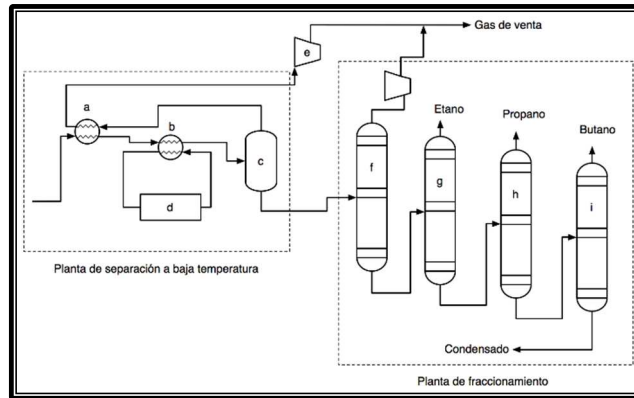 Gas de venta
e
a
b
c
d
Planta de separación a baja temperatura
f
Etano
g
Propano
h
Butano
i
Condensado
Planta de fraccionamiento